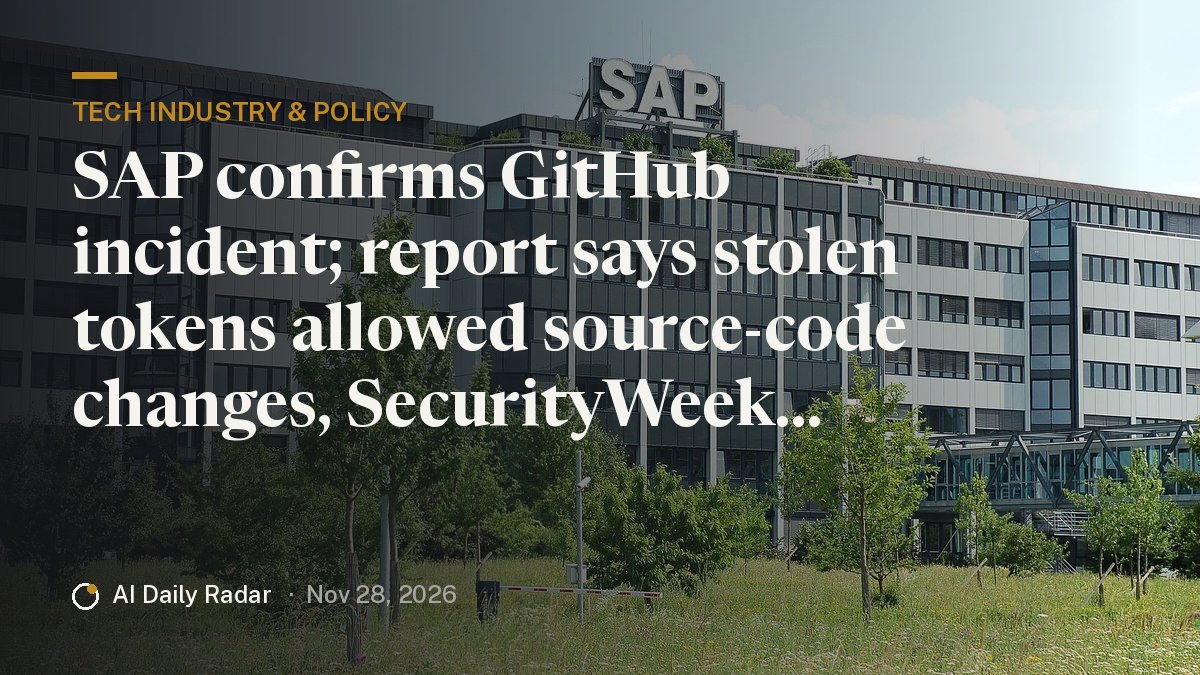 SAP
TECH INDUSTRY & POLICY
SAP confirms GitHub
incident; report says stolen
tokens allowed source-code
changes, SecurityWeek...
AI Daily Radar · Nov 28, 2026